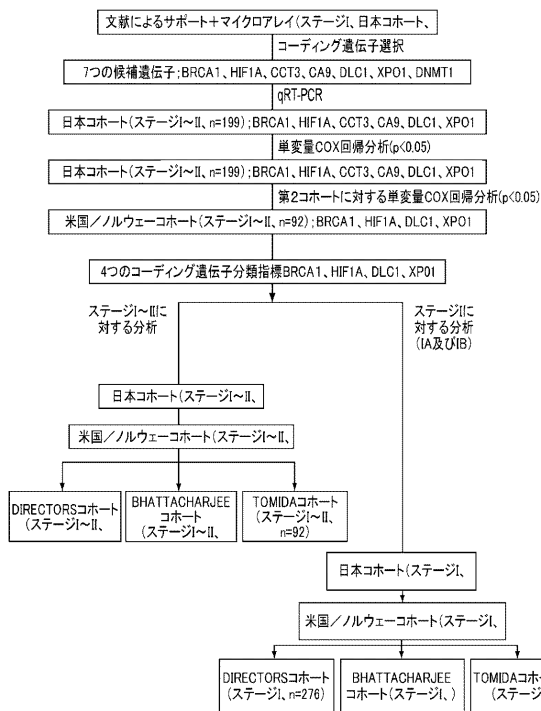 文献によるサポート+マイクロアレイ(ステージI、日本コホート、
コーディング遺伝子選択
7つの候補遺伝子;BRCA1、HIF1A、CCT3、CA9、DLC1、XPO1、DNMT1
qRT-PCR
日本コホート(ステージI~II、n=199);BRCA1、HIF1A、CCT3、CA9、DLC1、XPO1
単変量COX回帰分析(p<0.05)
日本コホート(ステージI~II、n=199);BRCA1、HIF1A、CCT3、CA9、DLC1、XPO1
第2コホートに対する単変量COX回帰分析(p<0.05)
米国/ノルウェーコホート(ステージI~II、n=92);BRCA1、HIF1A、DLC1、XPO1
4つのコーディング遺伝子分類指標BRCA1、HIF1A、DLC1、XPO1
ステージI~IIに
対する分析
ステージIに
対する分析
(IA及びIB)
日本コホート(ステージI~II、
米国/ノルウェーコホート(ステージI~II、
DIRECTORSコホート
(ステージI~II、
BHATTACHARJEE
コホート
(ステージI~II、
TOMIDAコホート
(ステージI~II、
n=92)
日本コホート(ステージI、
米国/ノルウェーコホート(ステージI、
DIRECTORSコホート
(ステージI、n=276)
BHATTACHARJEE
コホート(ステージI、)
TOMIDAコホ
(ステージ